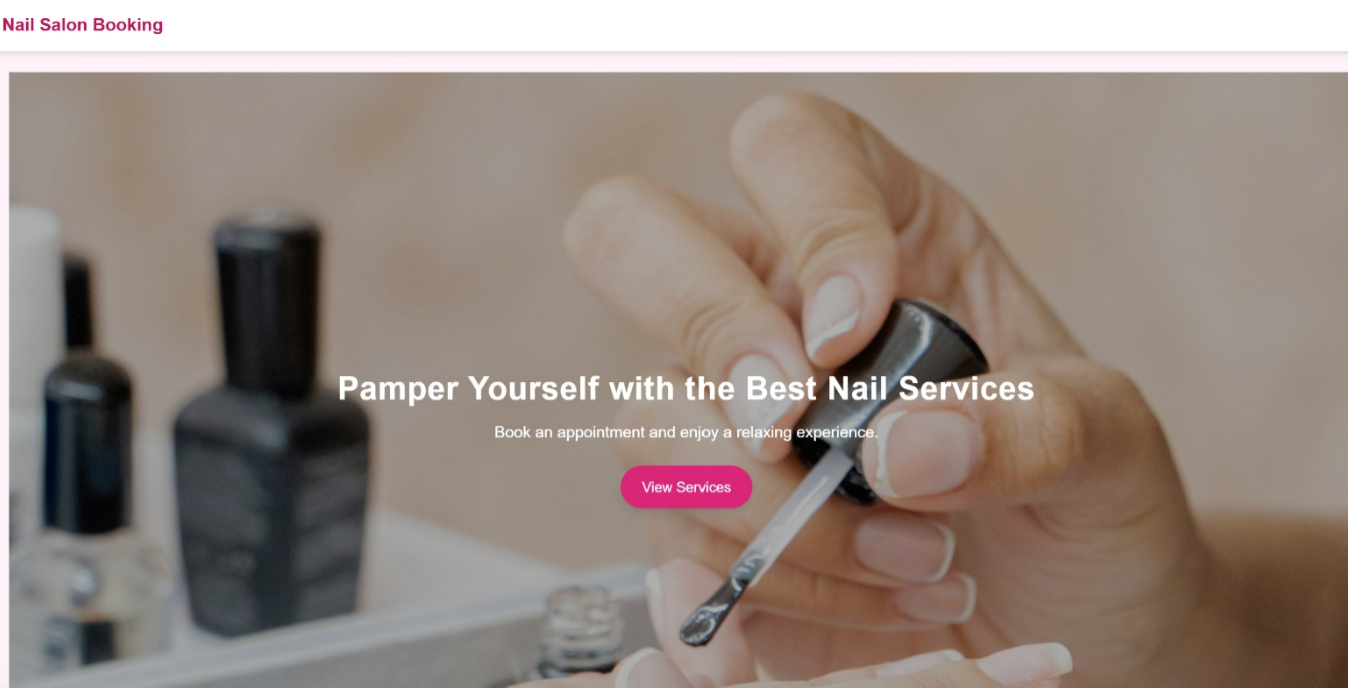 Nail Salon Booking
Pamper Yourself with the Best Nail Services
Book an appointment and enjoy a relaxing experience.
View Services